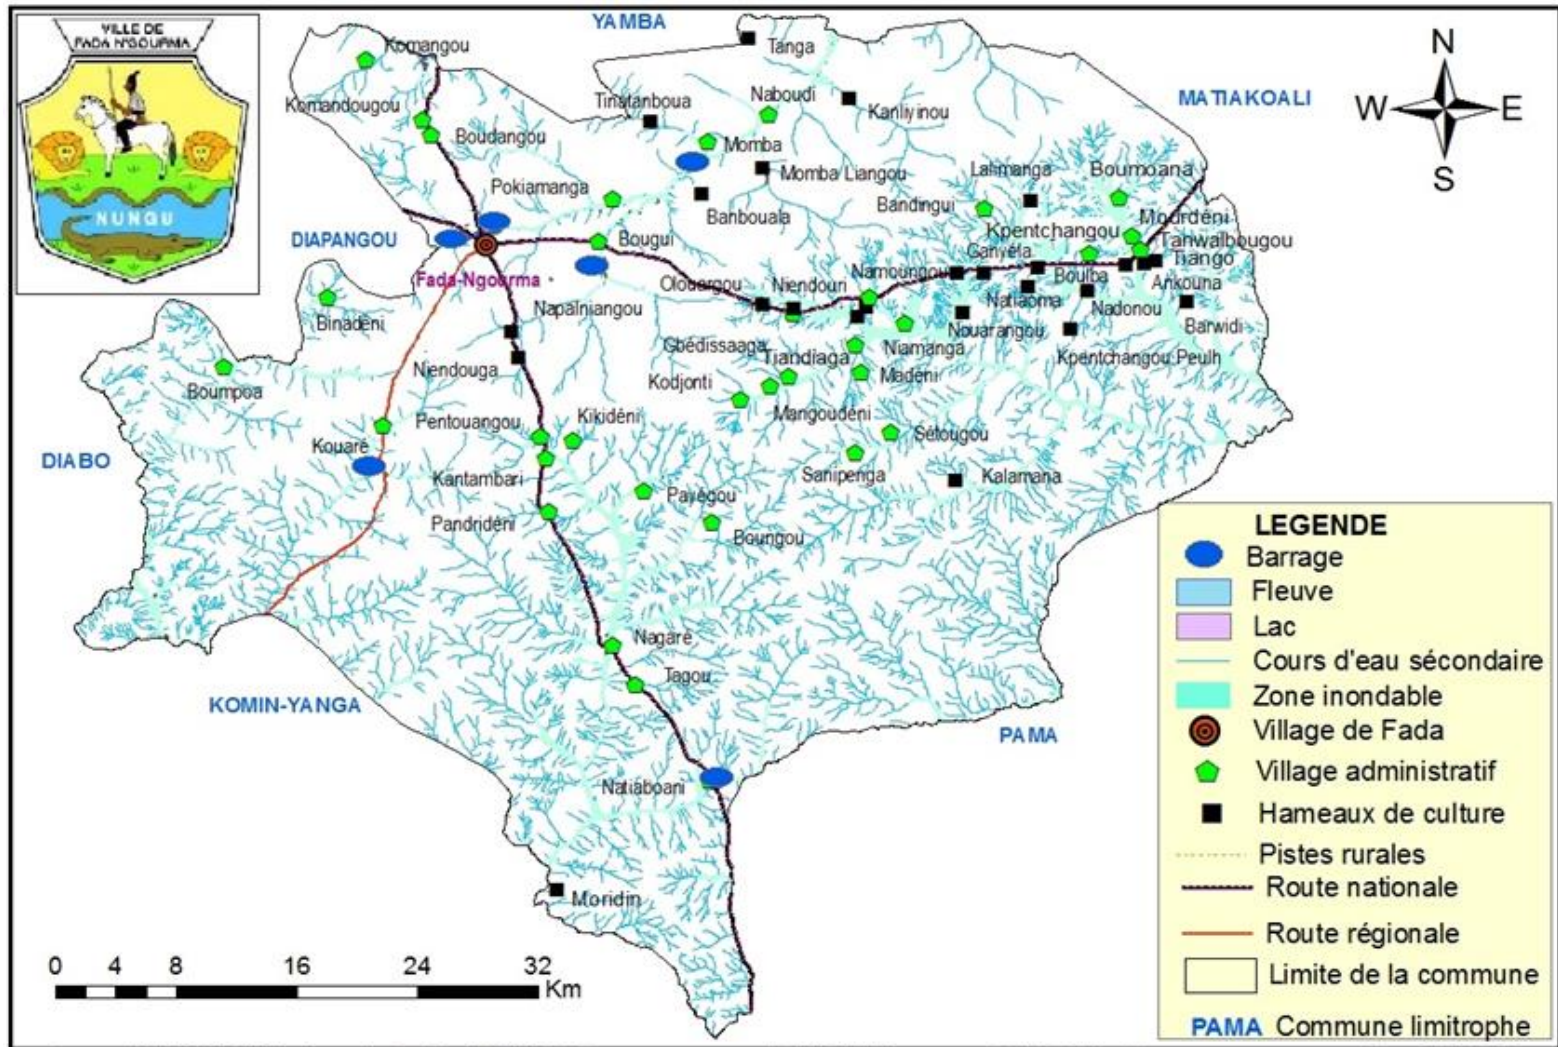 VILLE DE
FADA N'GOURMA
NUNGU
YAMBA
MATIAKOALI
DIAPANGOU
DIABO
KOMIN-YANGA
PAMA
N
W
E
S
Komangou
Komandougou
Boudangou
Tinatanboua
Tanga
Naboudi
Kanliyinou
Momba
Momba Liangou
Pokiamanga
Banbouala
Bandingui
Lahmanga
Boumoana
Mourdéni
Kpentchangou
Tanwalbougou
Ganyéla
Tiango
Bougui
Fada-Ngourma
Olouargou
Niendouri
Namoungou
Boulba
Ankouna
Natiaoma
Nadonou
Barwidi
Binadéni
Napalniangou
Nouarangou
Gbédissaaga
Niamanga
Kpentchangou Peulh
Tiandiaga
Boumpoa
Niendouga
Kodjonti
Madéni
Mangoudéni
Pentouangou
Kikidéni
Kouaré
Sétougou
Kantambari
Sanipenga
Kalamana
Payégou
Pandridéni
Boungou
Nagaré
Tagou
Natiaboani
Moridin
0 4 8 16 24 32
Km
LEGENDE
Barrage
Fleuve
Lac
Cours d'eau sécondaire
Zone inondable
Village de Fada
Village administratif
Hameaux de culture
Pistes rurales
Route nationale
Route régionale
Limite de la commune
PAMA Commune limitrophe